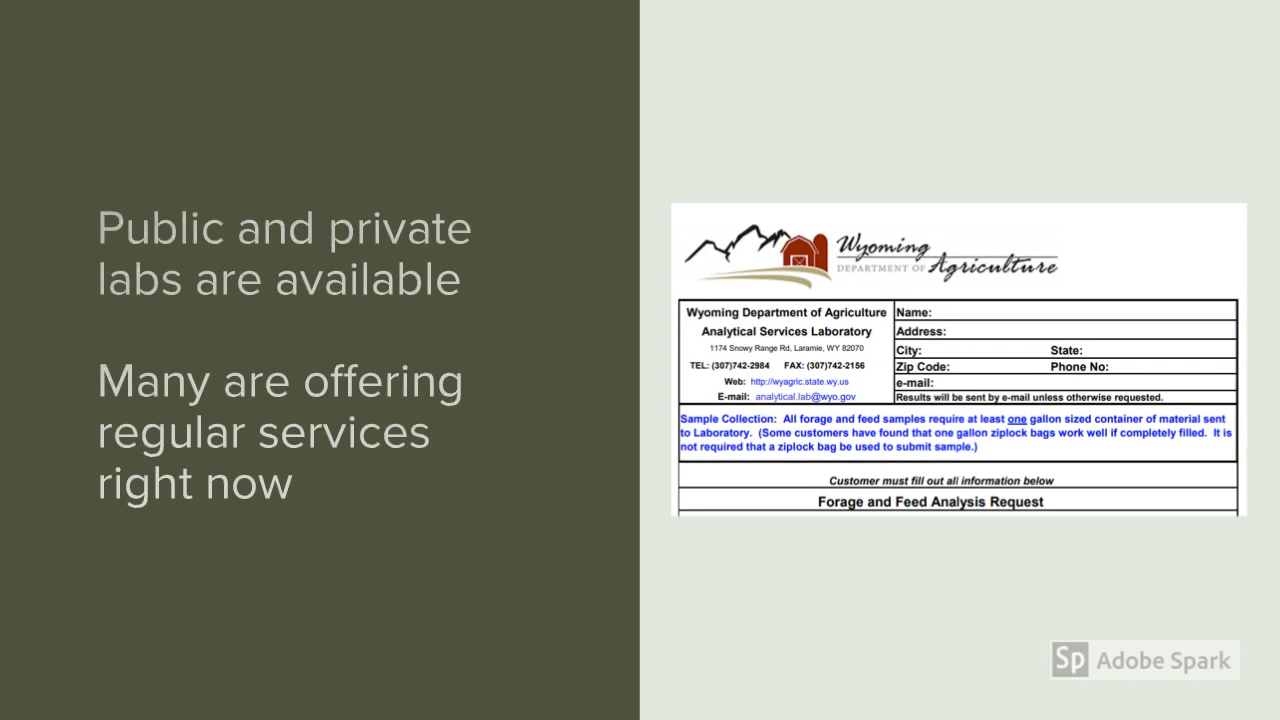 Public and private
labs are available
Many are offering
regular services
right now
Wyoming
DEPARTMENT OF Agriculture
Wyoming Department of Agriculture
Analytical Services Laboratory
1174 Snowy Range Rd, Laramie, WY 82070
TEL: (307)742-2984 FAX: (307)742-2156
Web: http://wyagric.state.wy.us
E-mail: analytical.lab@wyo.gov
Name:
Address:
City: State:
Zip Code: Phone No:
e-mail:
Results will be sent by e-mail unless otherwise requested.
Sample Collection: All forage and feed samples require at least one gallon sized container of material sent
to Laboratory. (Some customers have found that one gallon ziplock bags work well if completely filled. It is
not required that a ziplock bag be used to submit sample.)
Customer must fill out all information below
Forage and Feed Analysis Request
Sp Adobe Spark